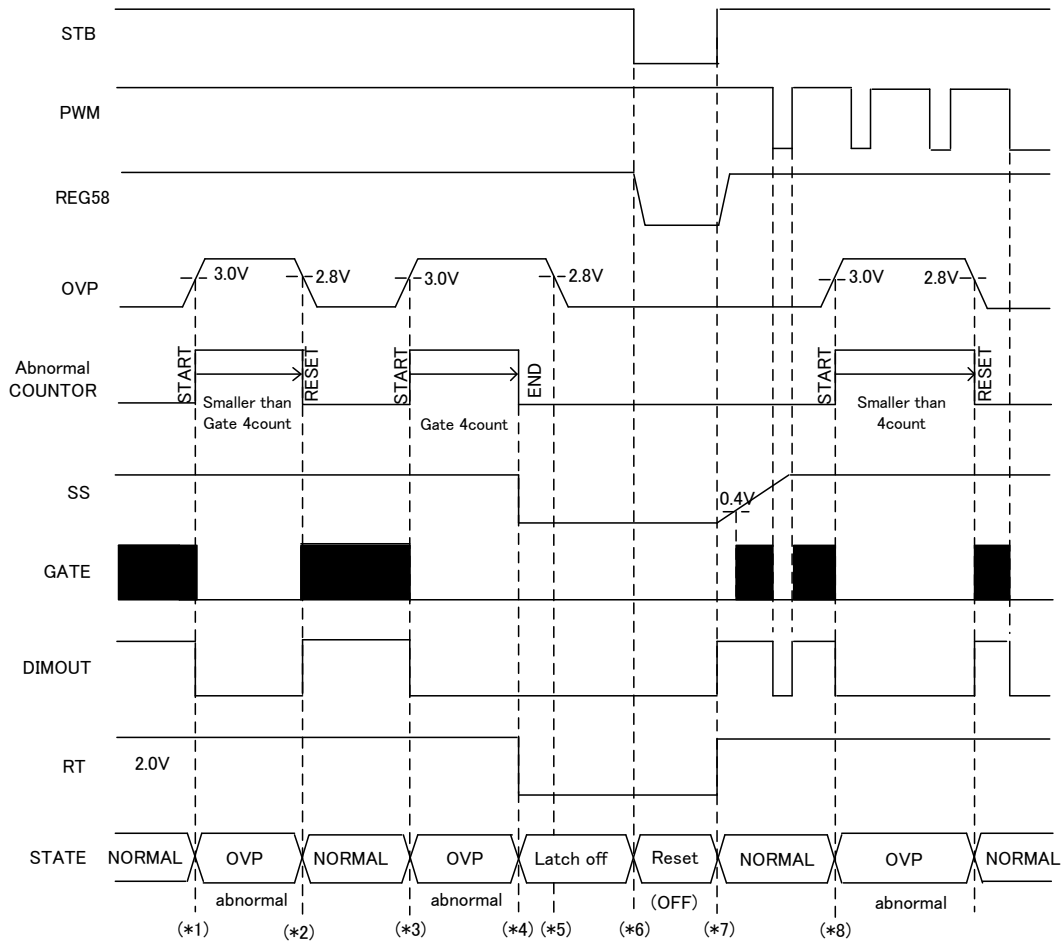 STB
PWM
REG58
OVP
3.0V
2.8V
3.0V
2.8V
3.0V
2.8V
Abnormal
COUNTOR
START
RESET
START
END
START
RESET
Smaller than
Gate 4count
Gate 4count
Smaller than
4count
SS
0.4V
GATE
DIMOUT
RT
2.0V
STATE
NORMAL
OVP
NORMAL
OVP
Latch off
Reset
NORMAL
OVP
NORMAL
abnormal
abnormal
(OFF)
abnormal
(*1)
(*2)
(*3)
(*4)
(*5)
(*6)
(*7)
(*8)